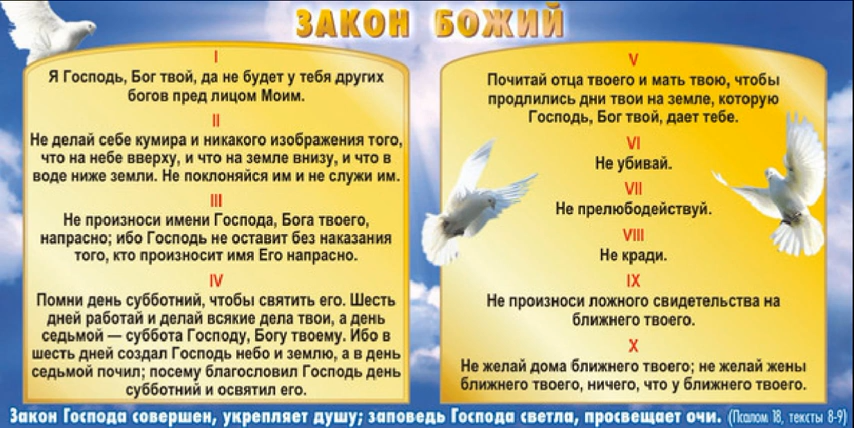 ЗАКОН БОЖИЙ
I
Я Господь, Бог твой, да не будет у тебя других
богов пред лицом Моим.
II
Не делай себе кумира и никакого изображения того,
что на небе вверху, и что на земле внизу, и что в
воде ниже земли. Не поклоняйся им и не служи им.
III
Не произноси имени Господа, Бога твоего,
напрасно; ибо Господь не оставит без наказания
того, кто произносит имя Его напрасно.
IV
Помни день субботний, чтобы святить его. Шесть
дней работай и делай всякие дела твои, а день
седьмой — суббота Господу, Богу твоему. Ибо в
шесть дней создал Господь небо и землю, а в день
седьмой почил; посему благословил Господь день
субботний и освятил его.
V
Почитай отца твоего и мать твою, чтобы
продлились дни твои на земле, которую
Господь, Бог твой, дает тебе.
VI
Не убивай.
VII
Не прелюбодействуй.
VIII
Не кради.
IX
Не произноси ложного свидетельства на
ближнего твоего.
X
Не желай дома ближнего твоего; не желай жены
ближнего твоего, ничего, что у ближнего твоего.
Закон Господа совершен, укрепляет душу; заповедь Господа светла, просвещает очи. (Псалом 18, тексты 8-9)